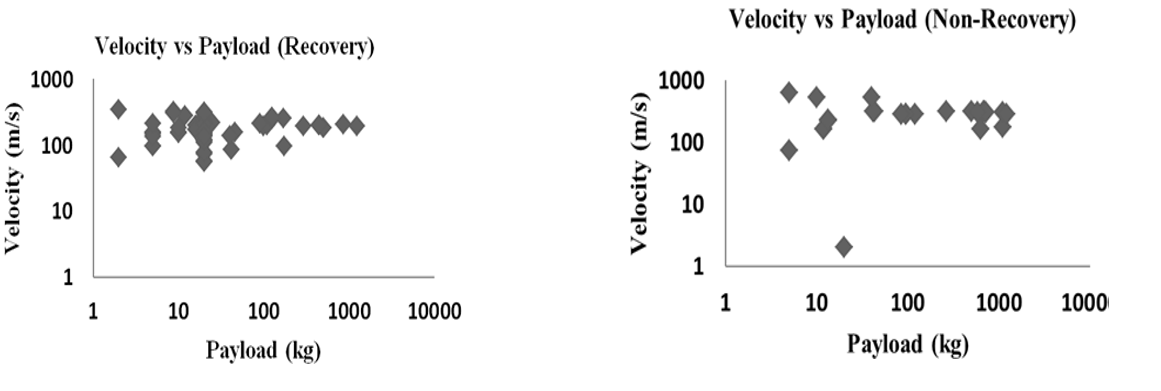 Velocity vs Payload (Recovery)
1000
100
10
1
1 10 100 1000 10000
Velocity (m/s)
Payload (kg)
Velocity vs Payload (Non-Recovery)
1000
100
10
1
1 10 100 1000 1000
Velocity (m/s)
Payload (kg)